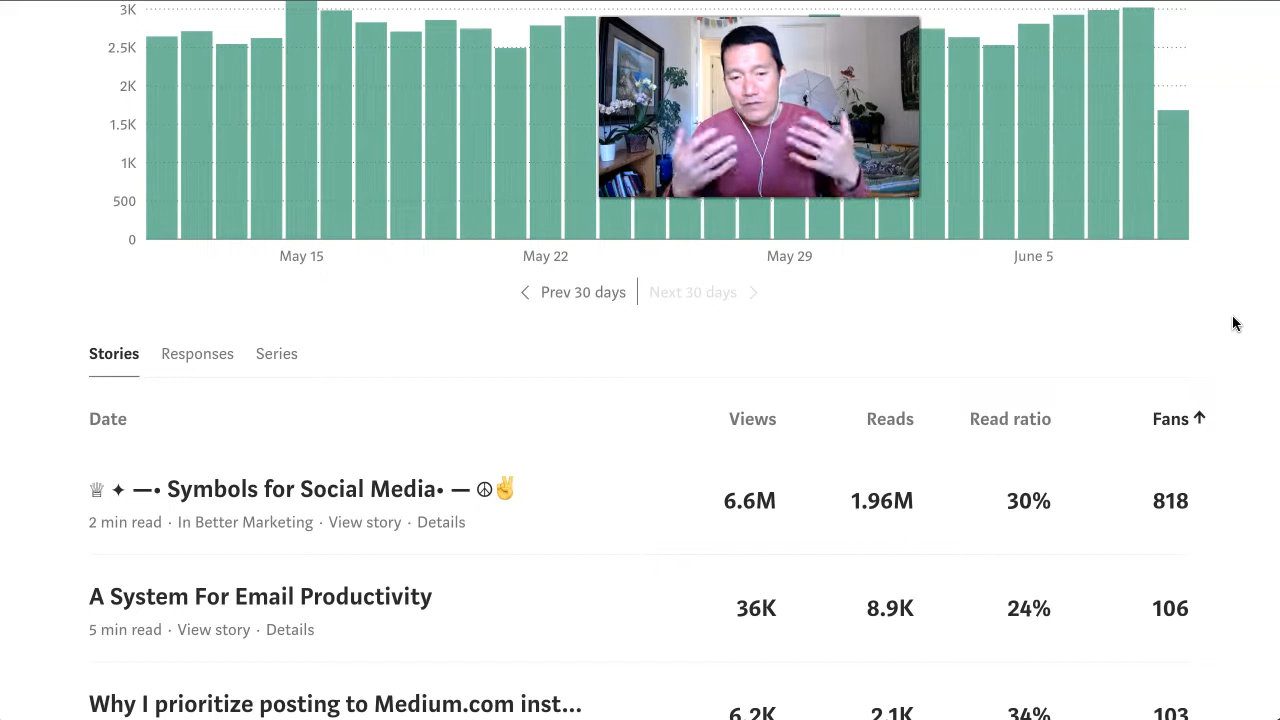 3K
2.5K
2K
1.5K
1K
500
0
May 15 May 22 May 29 June 5
Prev 30 days Next 30 days
Stories Responses Series
Date Views Reads Read ratio Fans ↑
♕ ✦ —• Symbols for Social Media• — ☮✌️ 6.6M 1.96M 30% 818
2 min read · In Better Marketing · View story · Details
A System For Email Productivity 36K 8.9K 24% 106
5 min read · View story · Details
Why I prioritize posting to Medium.com inst... 6.2K 2.1K 34% 103